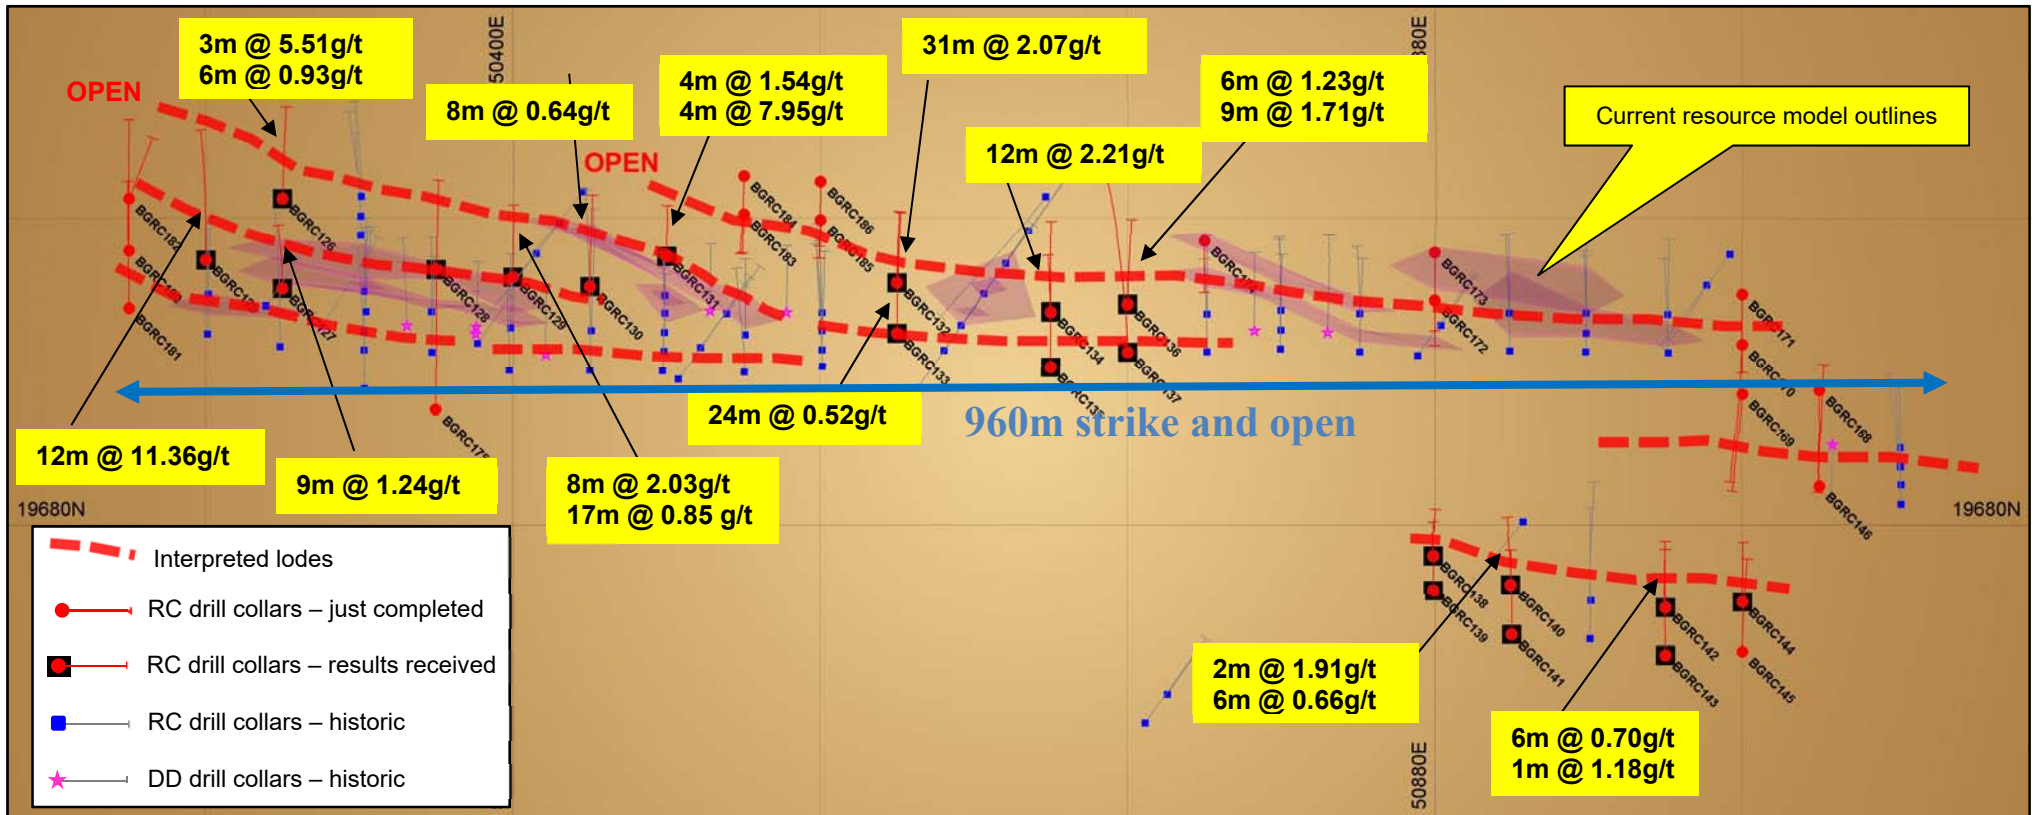 3m @ 5.51g/t
6m @ 0.93g/t
50400E
8m @ 0.64g/t
4m @ 1.54g/t
4m @ 7.95g/t
31m @ 2.07g/t
12m @ 2.21g/t
6m @ 1.23g/t
9m @ 1.71g/t
880E
Current resource model outlines
OPEN
OPEN
BGRC182
BGRC126
BGRC127
BGRC181
BGRC128
BGRC129
BGRC130
BGRC131
BGRC184
BGRC183
BGRC186
BGRC185
BGRC132
BGRC133
BGRC134
BGRC136
BGRC137
BGRC173
BGRC172
BGRC171
BGRC169
BGRC168
BGRC146
12m @ 11.36g/t
9m @ 1.24g/t
8m @ 2.03g/t
17m @ 0.85 g/t
24m @ 0.52g/t
960m strike and open
19680N
19680N
BGRC138
BGRC139
BGRC140
BGRC141
BGRC142
BGRC143
BGRC144
BGRC145
2m @ 1.91g/t
6m @ 0.66g/t
6m @ 0.70g/t
1m @ 1.18g/t
50880E
Interpreted lodes
RC drill collars – just completed
RC drill collars – results received
RC drill collars – historic
DD drill collars – historic